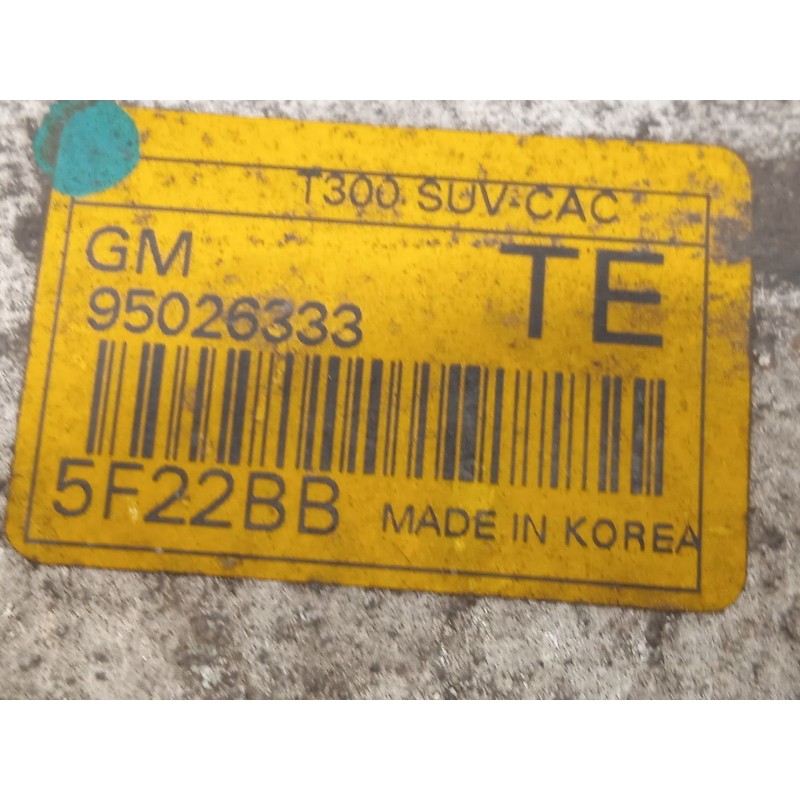 T300 SUV-CAC
GM
TE
95026333
5F22BB
MADE IN KOREA